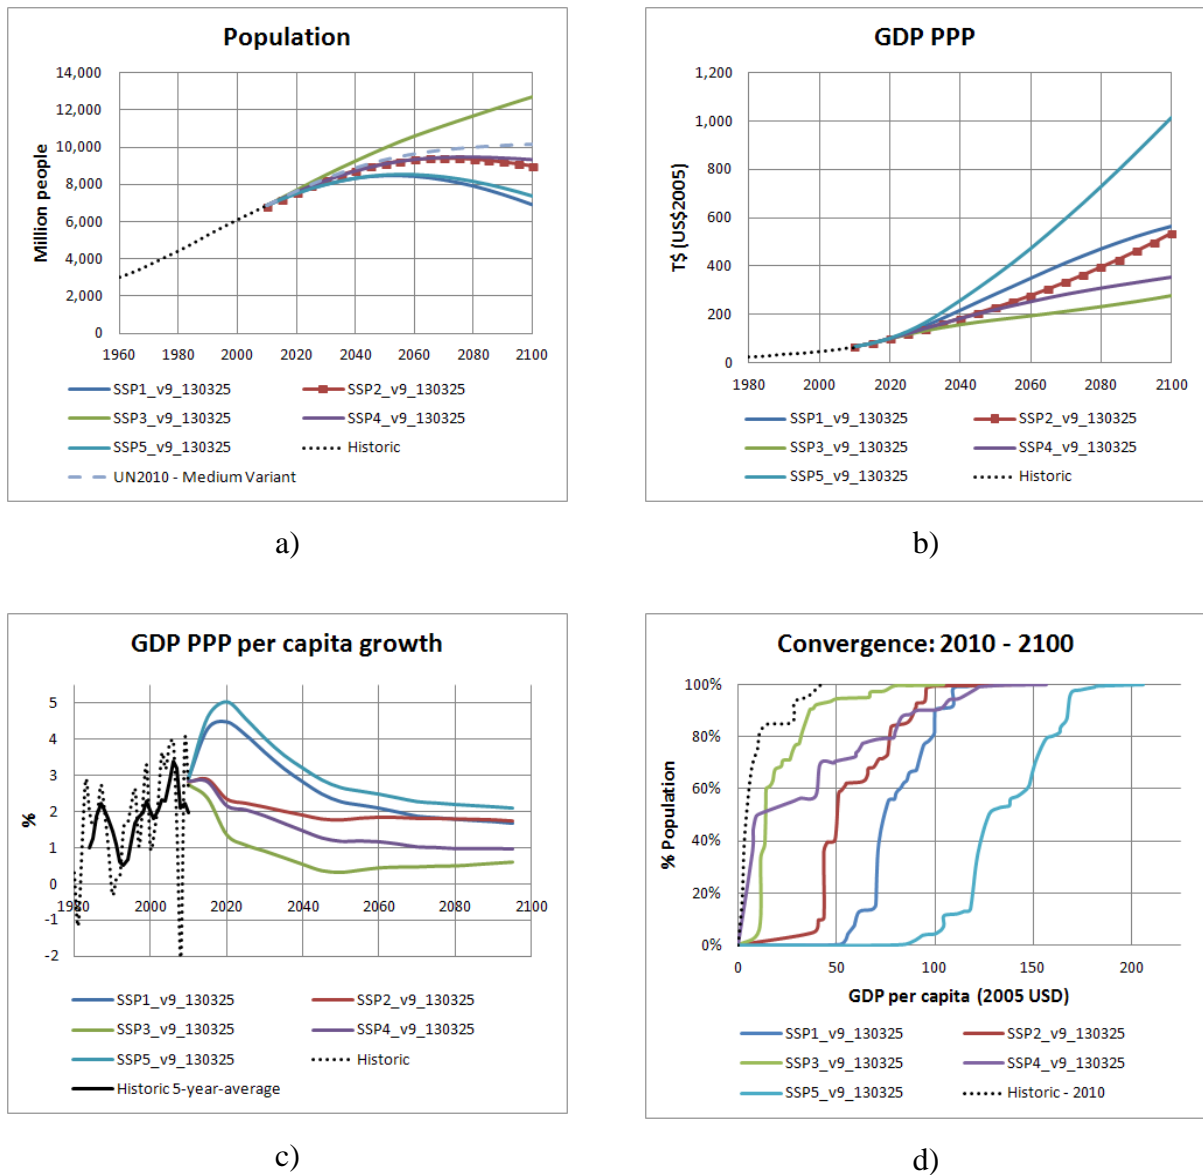 Population
14,000
12,000
10,000
8,000
6,000
4,000
2,000
0
Million people
1960 1980 2000 2020 2040 2060 2080 2100
SSP1_v9_130325 SSP2_v9_130325
SSP3_v9_130325 SSP4_v9_130325
SSP5_v9_130325 Historic
UN2010 - Medium Variant
a)
GDP PPP
1,200
1,000
800
600
400
200
0
T$ (US$2005)
1980 2000 2020 2040 2060 2080 2100
SSP1_v9_130325 SSP2_v9_130325
SSP3_v9_130325 SSP4_v9_130325
SSP5_v9_130325 Historic
b)
GDP PPP per capita growth
5
4
3
2
1
0
-1
-2
%
1980 2000 2020 2040 2060 2080 2100
SSP1_v9_130325 SSP2_v9_130325
SSP3_v9_130325 SSP4_v9_130325
SSP5_v9_130325 Historic
Historic 5-year-average
c)
Convergence: 2010 - 2100
100%
80%
60%
40%
20%
0%
% Population
0 50 100 150 200
GDP per capita (2005 USD)
SSP1_v9_130325 SSP2_v9_130325
SSP3_v9_130325 SSP4_v9_130325
SSP5_v9_130325 Historic - 2010
d)